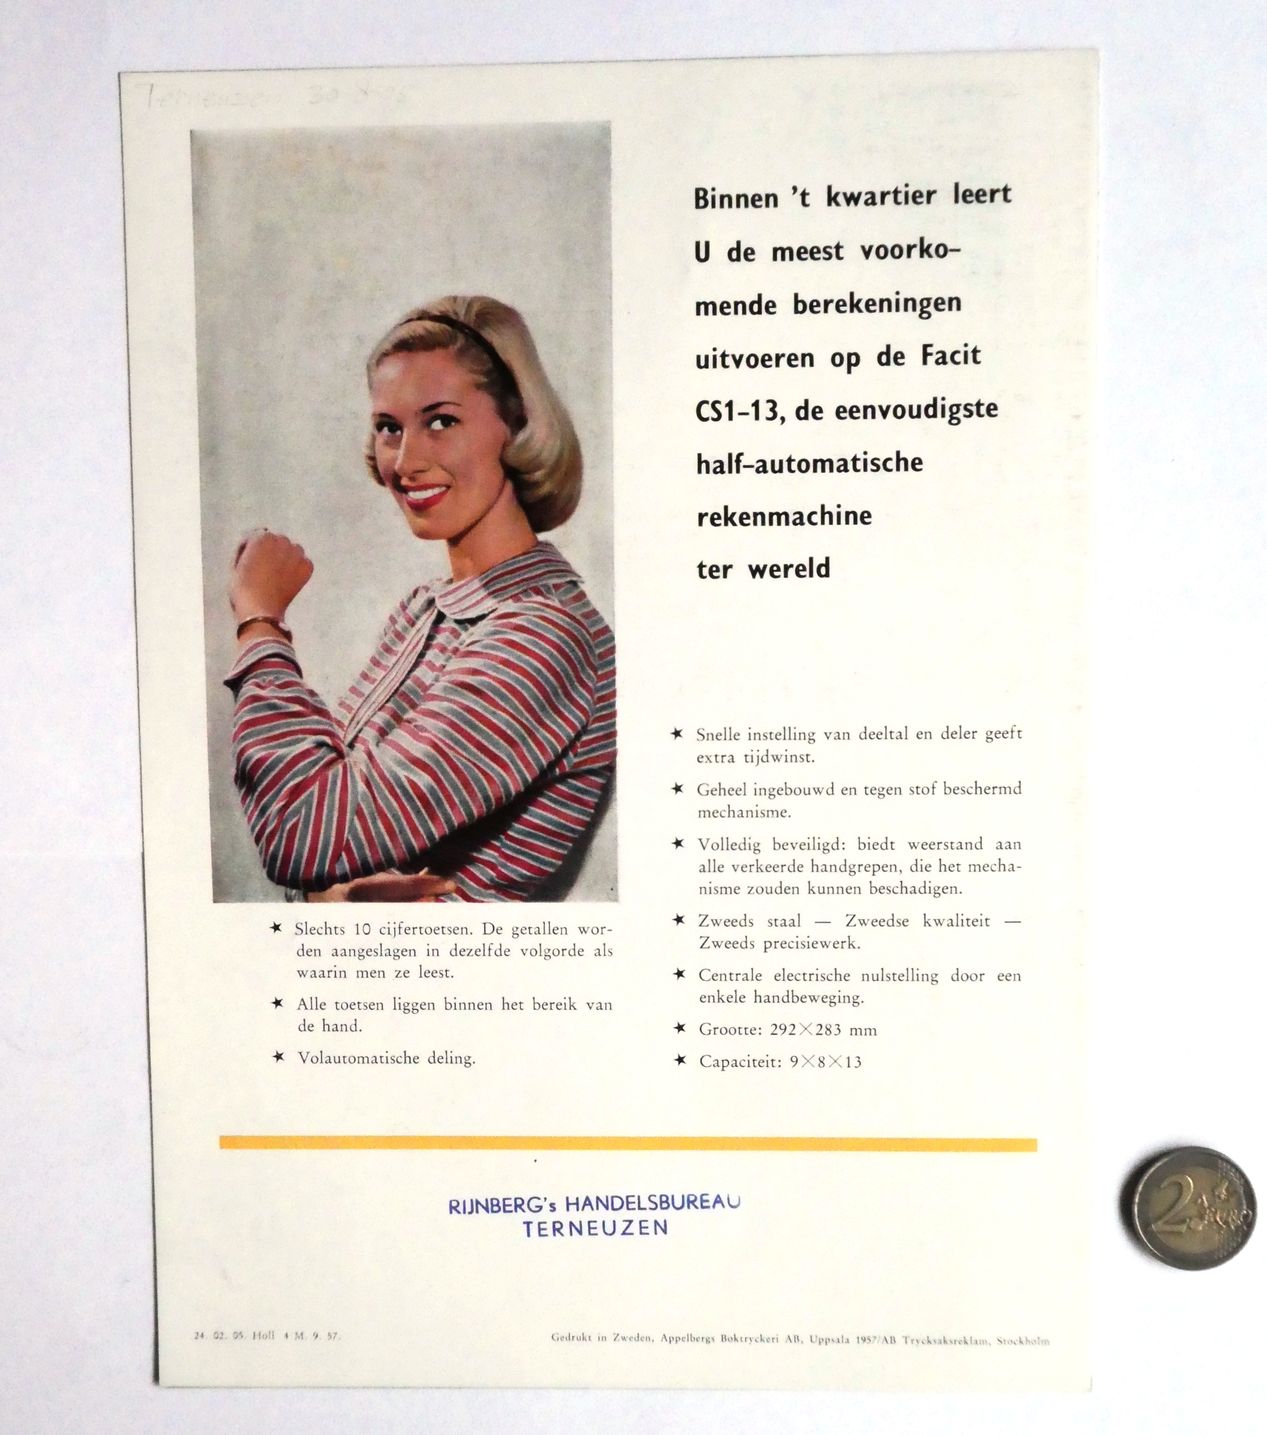 Terneuzen 30
Binnen 't kwartier leert
U de meest voorko-
mende berekeningen
uitvoeren op de Facit
CS1-13, de eenvoudigste
half-automatische
rekenmachine
ter wereld
★ Slechts 10 cijfertoetsen. De getallen wor-
den aangeslagen in dezelfde volgorde als
waarin men ze leest.
★ Alle toetsen liggen binnen het bereik van
de hand.
★ Volautomatische deling.
★ Snelle instelling van deeltal en deler geeft
extra tijdwinst.
★ Geheel ingebouwd en tegen stof beschermd
mechanisme.
★ Volledig beveiligd: biedt weerstand aan
alle verkeerde handgrepen, die het mecha-
nisme zouden kunnen beschadigen.
★ Zweeds staal — Zweedse kwaliteit —
Zweeds precisiewerk.
★ Centrale electrische nulstelling door een
enkele handbeweging.
★ Grootte: 292×283 mm
★ Capaciteit: 9×8×13
RIJNBERG's HANDELSBUREAU
TERNEUZEN
24. 02. 05. Holl 4 M. 9. 57.
Gedrukt in Zweden, Appelbergs Boktryckeri AB, Uppsala 1957/AB Trycksaksreklam, Stockholm
2 EURO